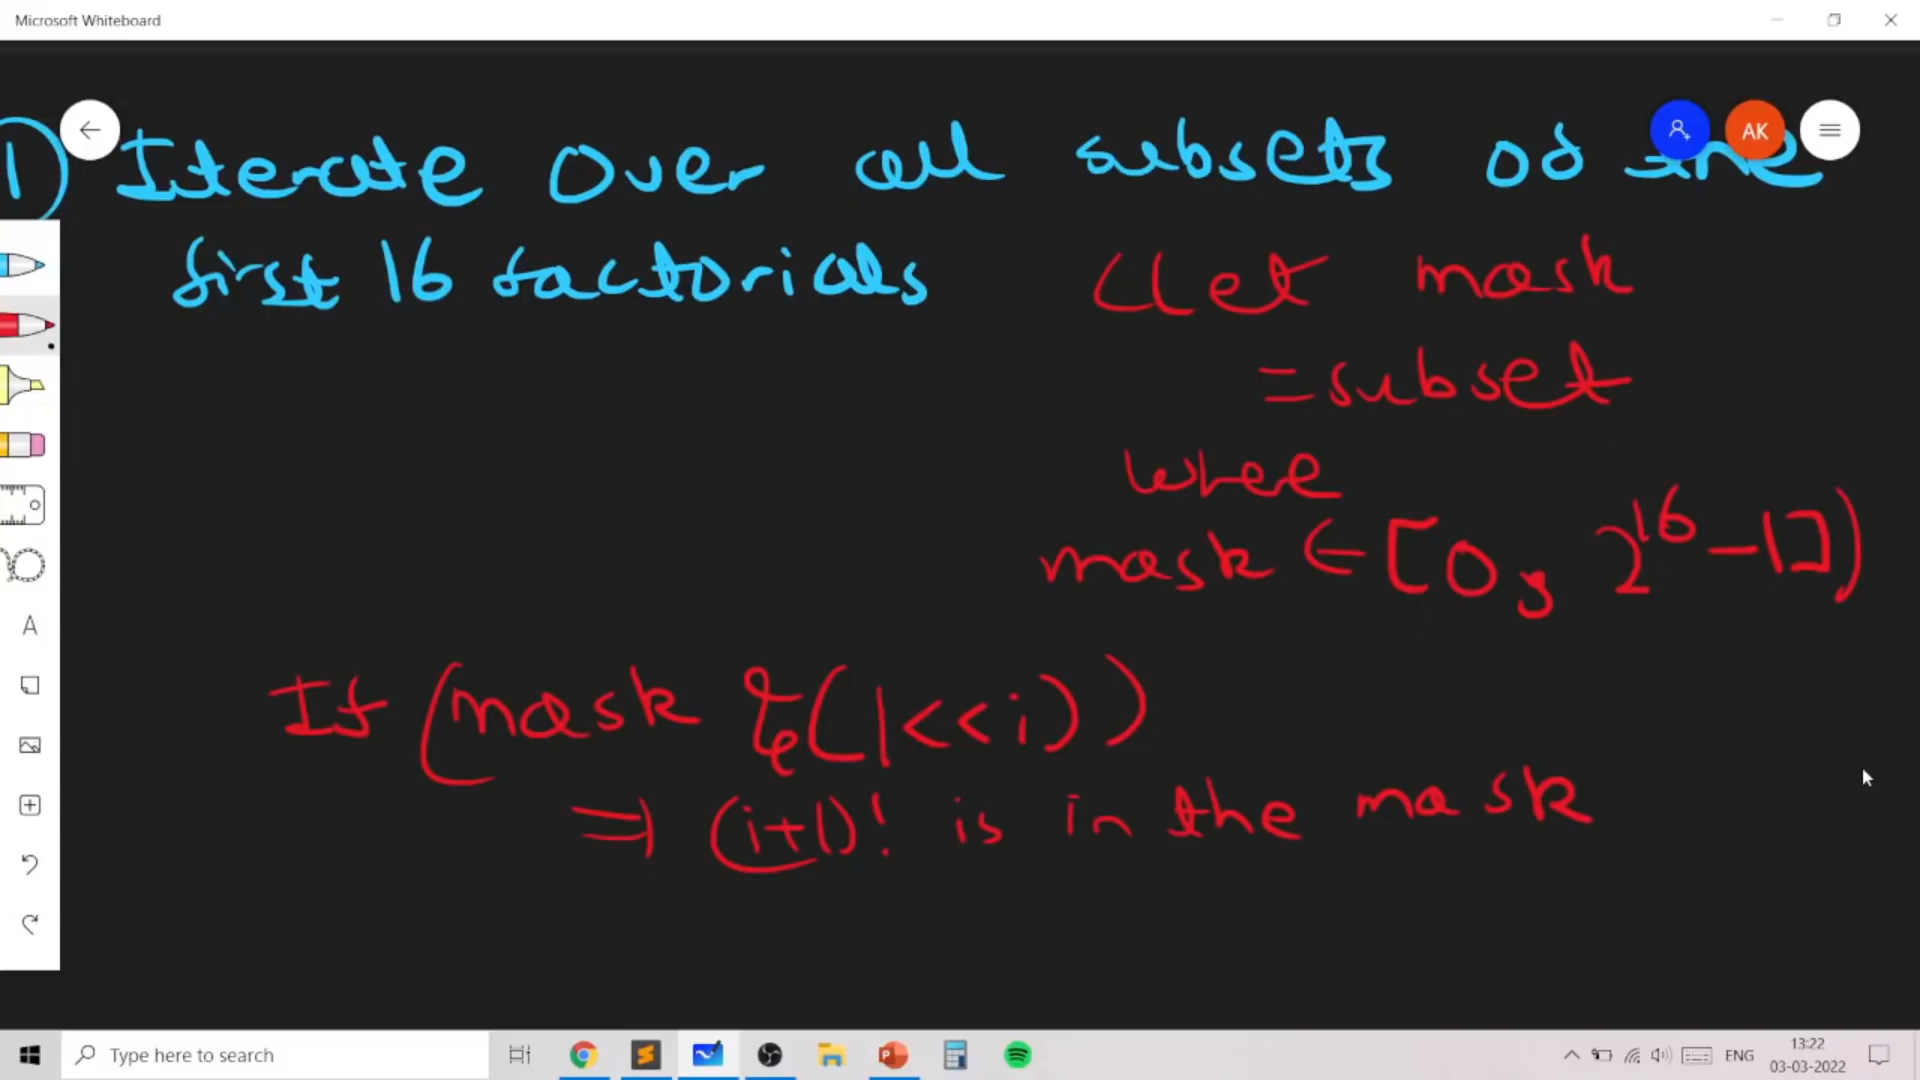 Microsoft Whiteboard
1) Iterate over all subsets of the
AK
first 16 factorials
(let mask
=subset
whee
mask ∈ [0, 2^16-1])
If (mask &(1<<i))
⇒ (i+1)! is in the mask
A
Type here to search
ENG
13:22
03-03-2022